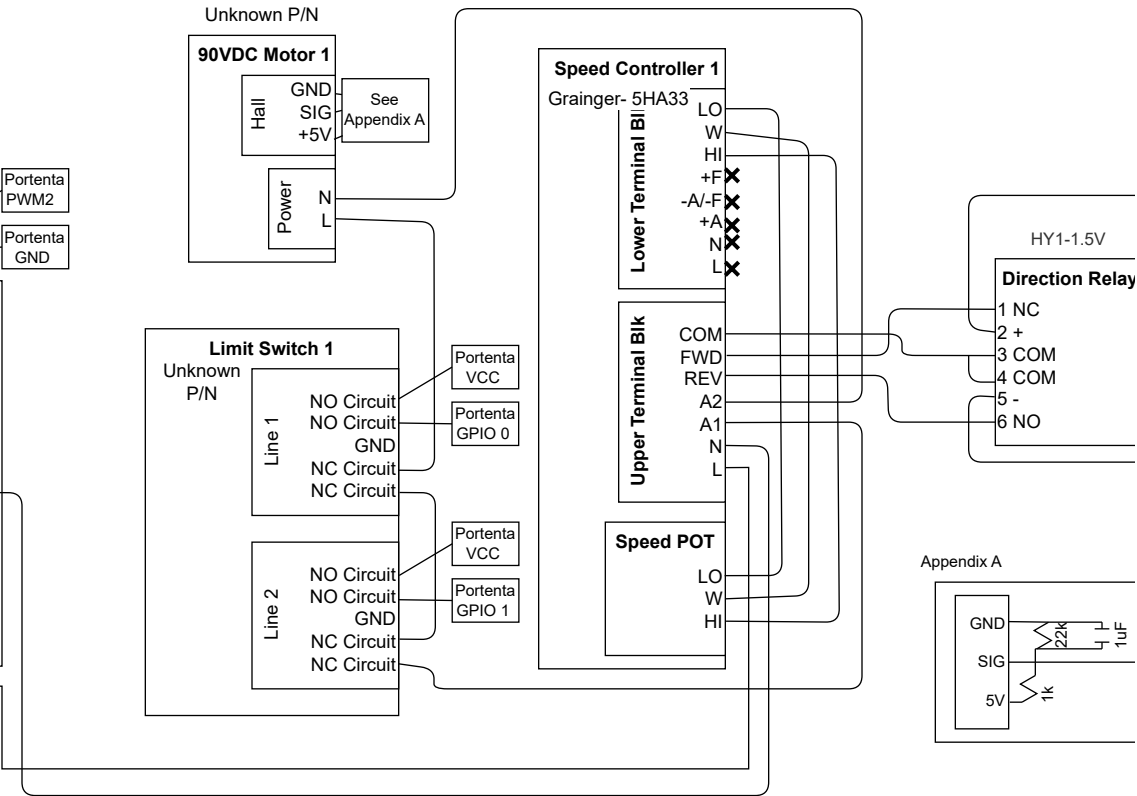 Unknown P/N
90VDC Motor 1
Hall
GND
SIG
+5V
See
Appendix A
Power
N
L
Portenta
PWM2
Portenta
GND
Limit Switch 1
Unknown
P/N
Line 1
NO Circuit
NO Circuit
GND
NC Circuit
NC Circuit
Portenta
VCC
Portenta
GPIO 0
Line 2
NO Circuit
NO Circuit
GND
NC Circuit
NC Circuit
Portenta
VCC
Portenta
GPIO 1
Speed Controller 1
Grainger- 5HA33
Lower Terminal Bl
LO
W
HI
+F
-A/-F
+A
N
L
Upper Terminal Blk
COM
FWD
REV
A2
A1
N
L
Speed POT
LO
W
HI
HY1-1.5V
Direction Relay
1 NC
2 +
3 COM
4 COM
5 -
6 NO
Appendix A
GND
SIG
5V
22k
1uF
1k